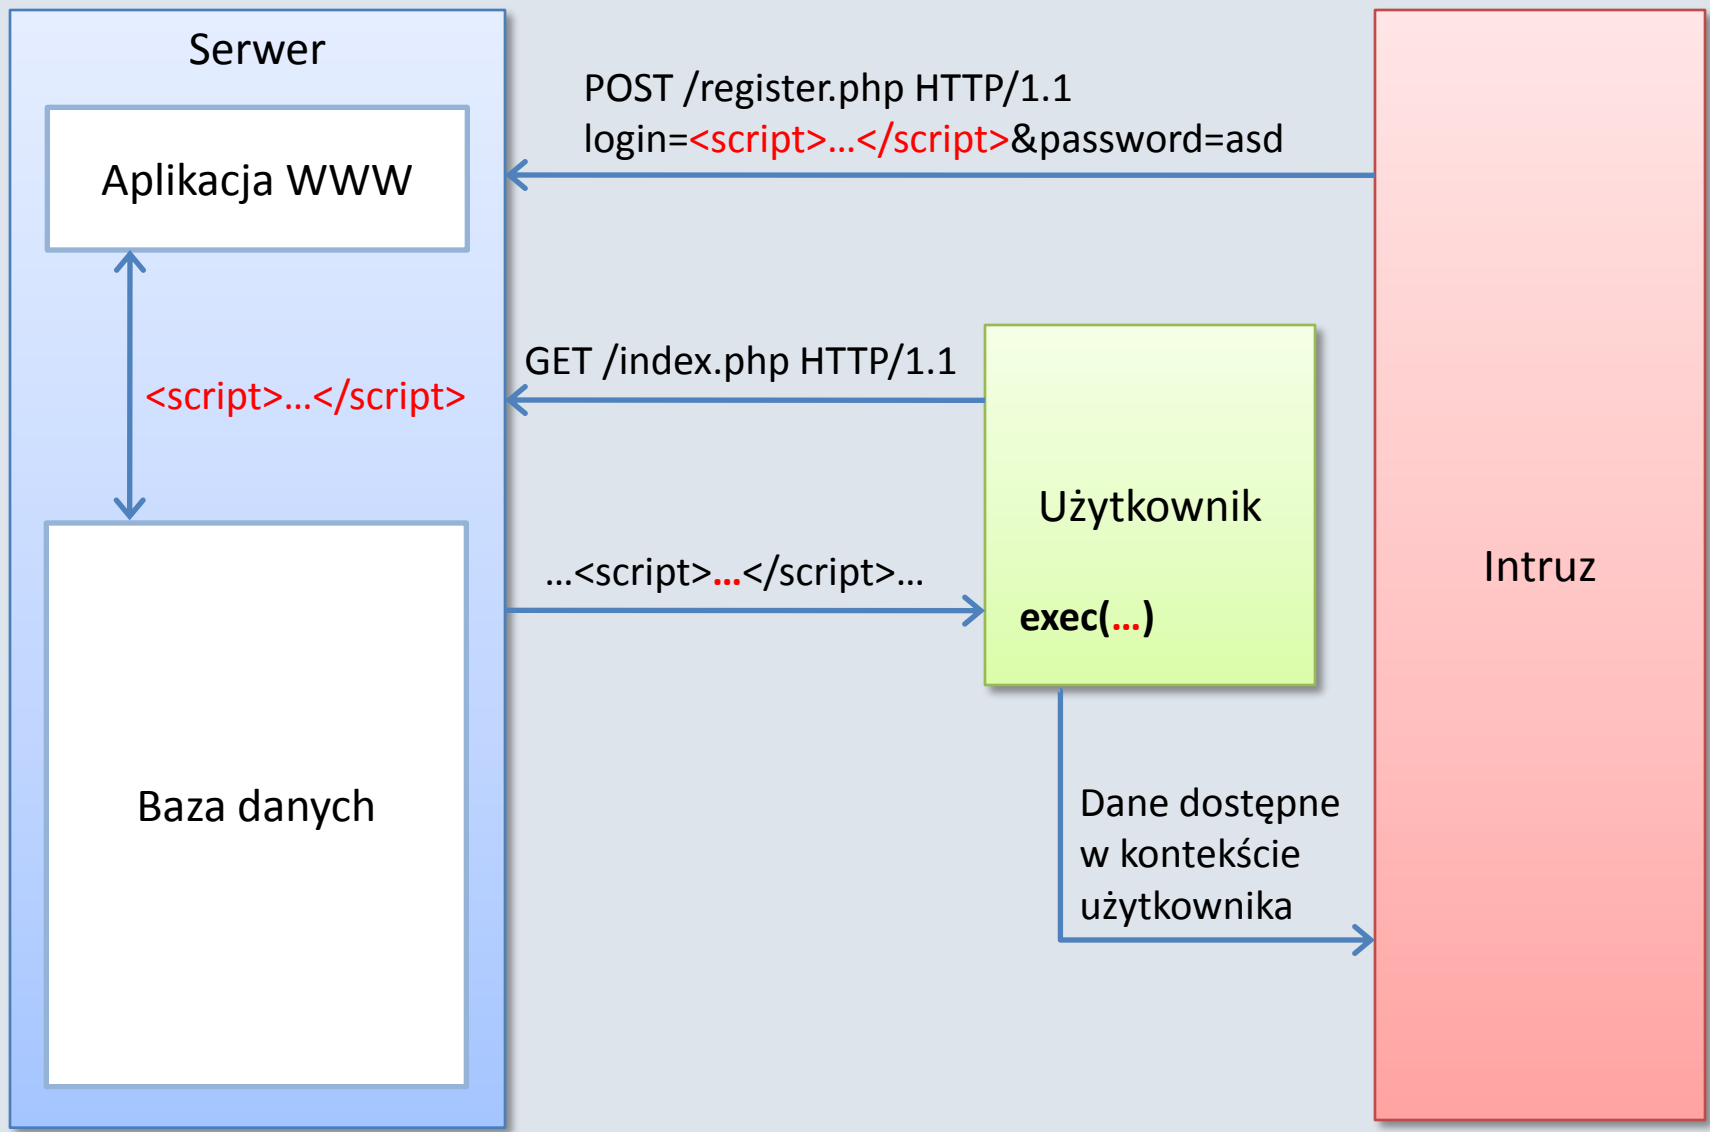 Serwer
Aplikacja WWW
<script>...</script>
Baza danych
POST /register.php HTTP/1.1
login=<script>...</script>&password=asd
GET /index.php HTTP/1.1
...<script>...</script>...
Użytkownik
exec(...)
Dane dostępne
w kontekście
użytkownika
Intruz